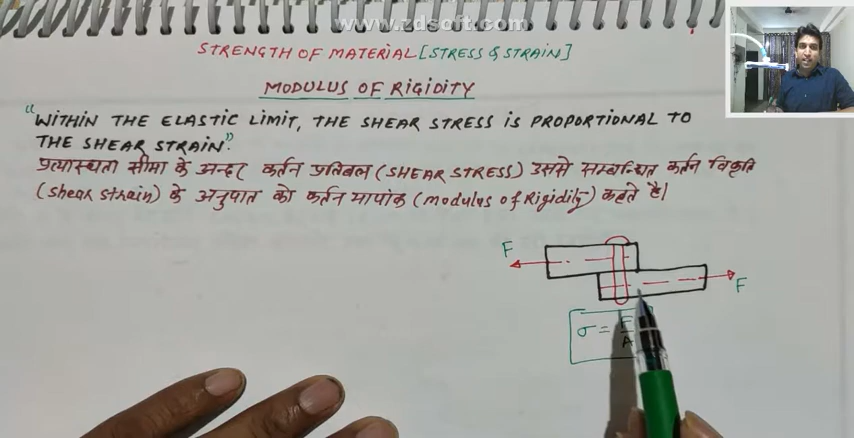 www.zdsoft.com
STRENGTH OF MATERIAL [STRESS & STRAIN]
MODULUS OF RIGIDITY
"WITHIN THE ELASTIC LIMIT, THE SHEAR STRESS IS PROPORTIONAL TO
THE SHEAR STRAIN".
प्रत्यास्थता सीमा के अन्दर कर्तन प्रतिबल (SHEAR STRESS) उससे सम्बन्धित कर्तन विकृति
(shear strain) के अनुपात को कर्तन मापांक (modulus of Rigidity) कहते है।
F
F
σ = F
A